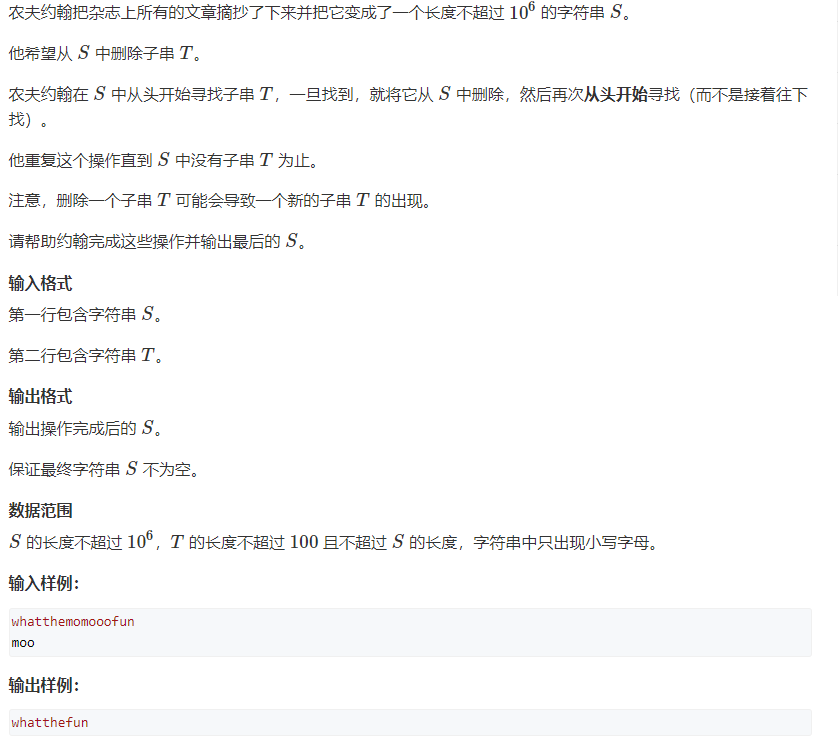 农夫约翰把杂志上所有的文章摘抄了下来并把它变成了一个长度不超过 10^6 的字符串 S。
他希望从 S 中删除子串 T。
农夫约翰在 S 中从头开始寻找子串 T，一旦找到，就将它从 S 中删除，然后再次从头开始寻找（而不是接着往下
找）。
他重复这个操作直到 S 中没有子串 T 为止。
注意，删除一个子串 T 可能会导致一个新的子串 T 的出现。
请帮助约翰完成这些操作并输出最后的 S。
输入格式
第一行包含字符串 S。
第二行包含字符串 T。
输出格式
输出操作完成后的 S。
保证最终字符串 S 不为空。
数据范围
S 的长度不超过 10^6，T 的长度不超过 100 且不超过 S 的长度，字符串中只出现小写字母。
输入样例：
whatthemomooofun
moo
输出样例：
whatthefun